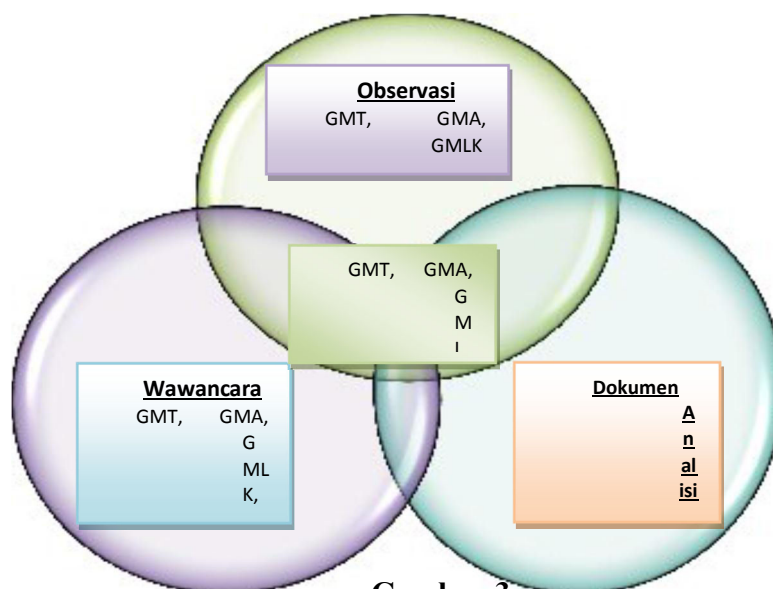 Observasi
GMT, GMA,
GMLK
GMT, GMA,
G
M
Wawancara
GMT, GMA,
G
ML
K,
Dokumen
A
n
al
isi